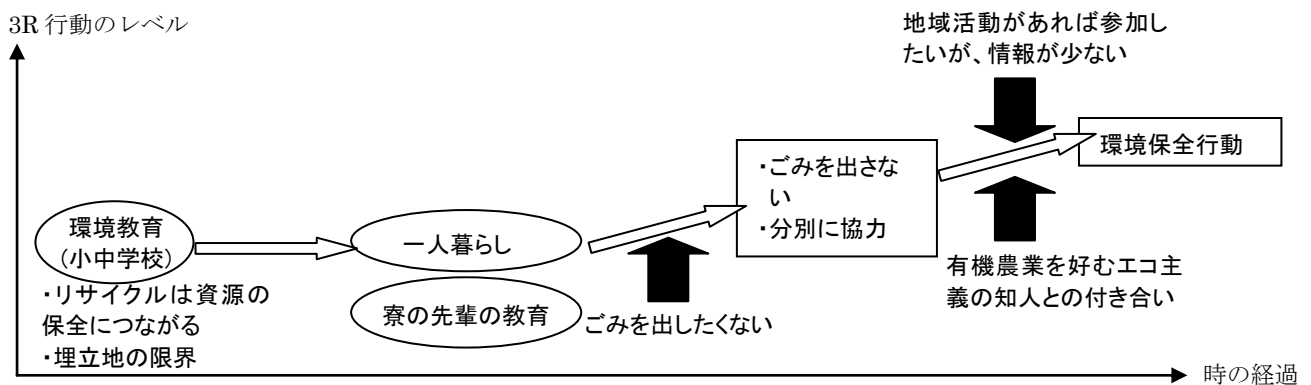 3R 行動のレベル
地域活動があれば参加し
たいが、情報が少ない
環境保全行動
・ごみを出さな
い
・分別に協力
環境教育
(小中学校)
一人暮らし
有機農業を好むエコ主
義の知人との付き合い
・リサイクルは資源の
保全につながる
・埋立地の限界
寮の先輩の教育
ごみを出したくない
時の経過